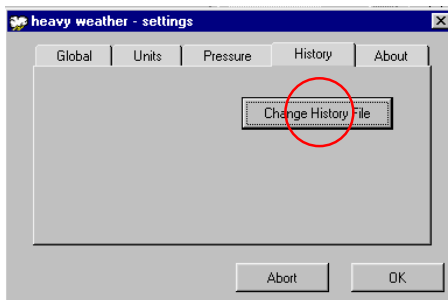 heavy weather - settings
Global Units Pressure History About
Change History File
Abort OK